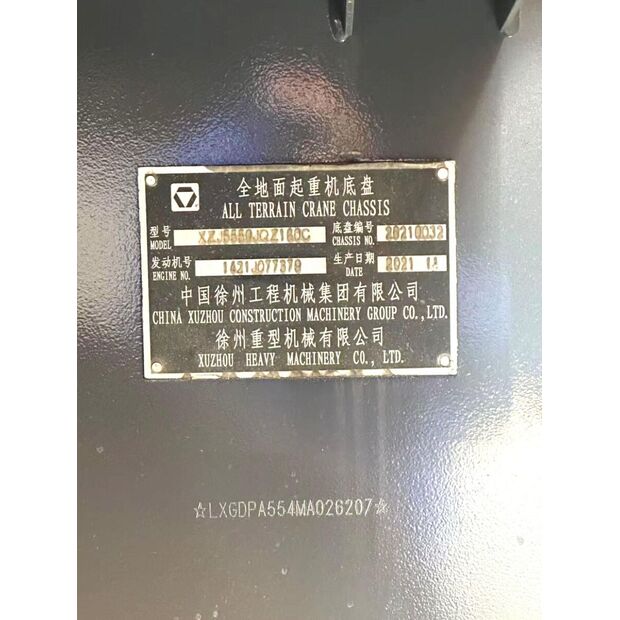 全地面起重机底盘
ALL TERRAIN CRANE CHASSIS
型号 MODEL XZJ5550JQZ160C 底盘编号 CHASSIS NO. 20210032
发动机号 ENGINE NO. 1421J077379 生产日期 DATE 2021
中国徐州工程机械集团有限公司
CHINA XUZHOU CONSTRUCTION MACHINERY GROUP CO.,LTD.
徐州重型机械有限公司
XUZHOU HEAVY MACHINERY CO., LTD.
☆LXGDPA554MA026207☆